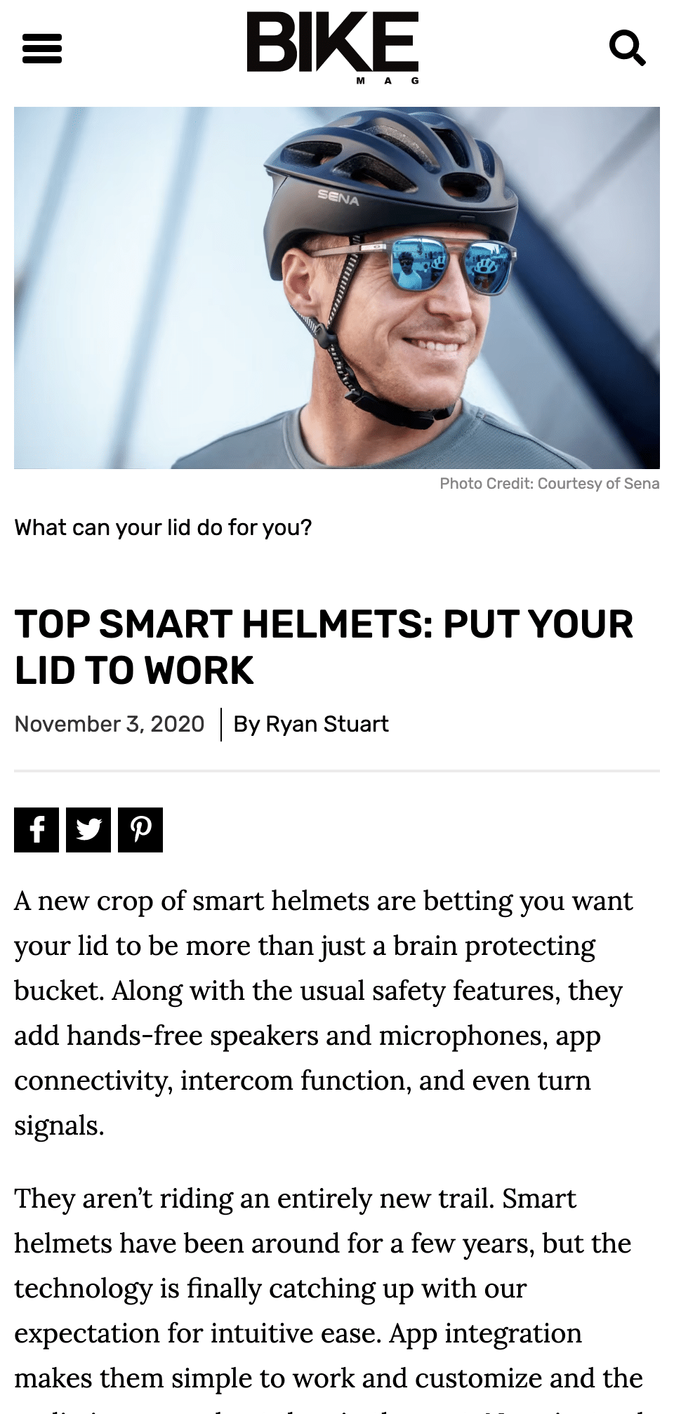 BIKE
MAG
SENA
Photo Credit: Courtesy of Sena
What can your lid do for you?
TOP SMART HELMETS: PUT YOUR
LID TO WORK
November 3, 2020 | By Ryan Stuart
A new crop of smart helmets are betting you want
your lid to be more than just a brain protecting
bucket. Along with the usual safety features, they
add hands-free speakers and microphones, app
connectivity, intercom function, and even turn
signals.
They aren’t riding an entirely new trail. Smart
helmets have been around for a few years, but the
technology is finally catching up with our
expectation for intuitive ease. App integration
makes them simple to work and customize and the